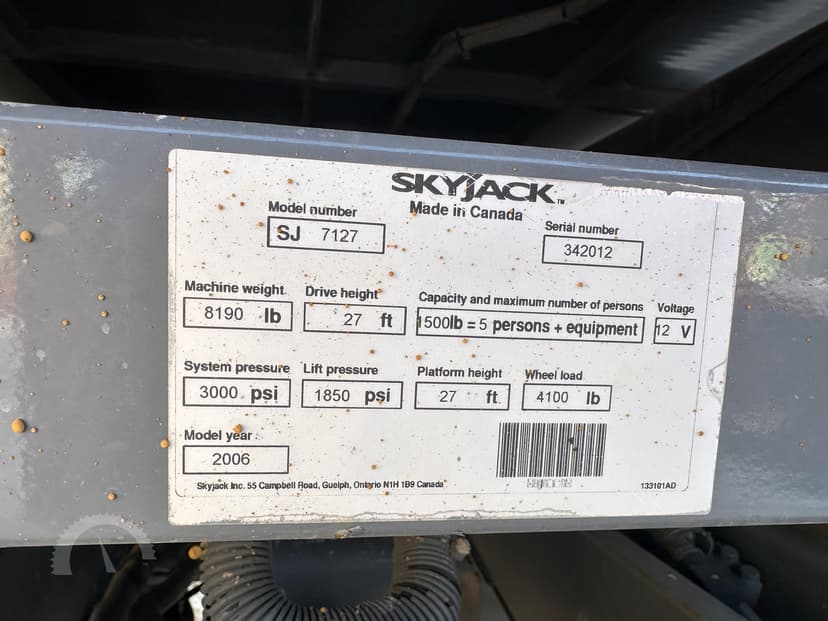 SKYJACK™
Made in Canada
Model number
SJ 7127
Serial number
342012
Machine weight
8190 lb
Drive height
27 ft
Capacity and maximum number of persons
1500lb = 5 persons + equipment
Voltage
12 V
System pressure
3000 psi
Lift pressure
1850 psi
Platform height
27 ft
Wheel load
4100 lb
Model year
2006
Skyjack Inc. 55 Campbell Road, Guelph, Ontario N1H 1B9 Canada
133101AD